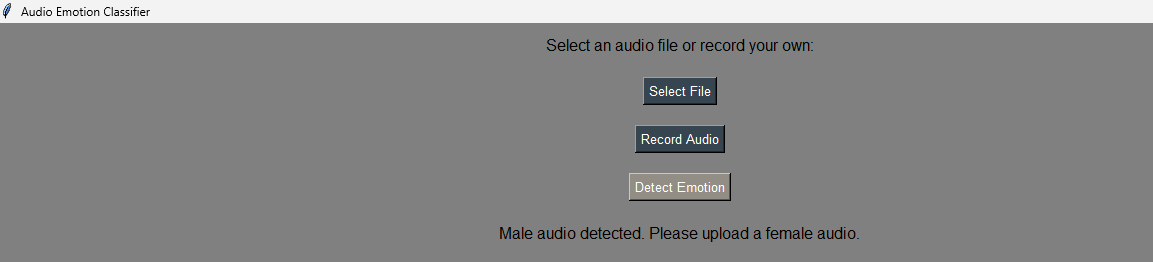 Audio Emotion Classifier
Select an audio file or record your own:
Select File
Record Audio
Detect Emotion
Male audio detected. Please upload a female audio.